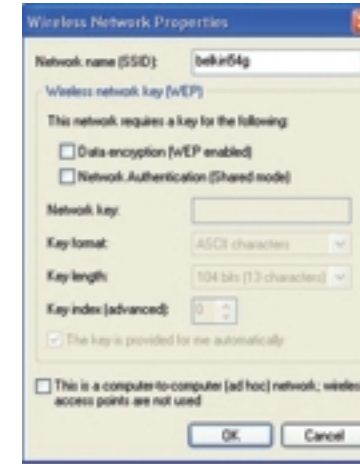 Wireless Network Properties
Network name (SSID): belkin54g
Wireless network key (WEP)
This network requires a key for the following:
Data encryption (WEP enabled)
Network Authentication (Shared mode)
Network key:
Key format: ASCII characters
Key length: 104 bits (13 characters)
Key index (advanced): 0
The key is provided for me automatically
This is a computer-to-computer (ad hoc) network; wireless
access points are not used
OK Cancel